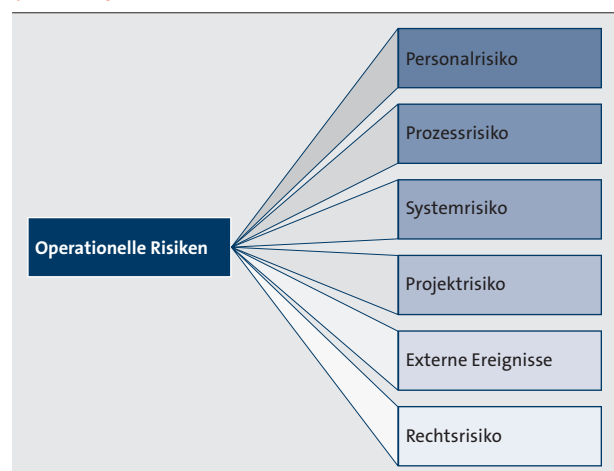 Personalrisiko
Prozessrisiko
Systemrisiko
Operationelle Risiken
Projektrisiko
Externe Ereignisse
Rechtsrisiko